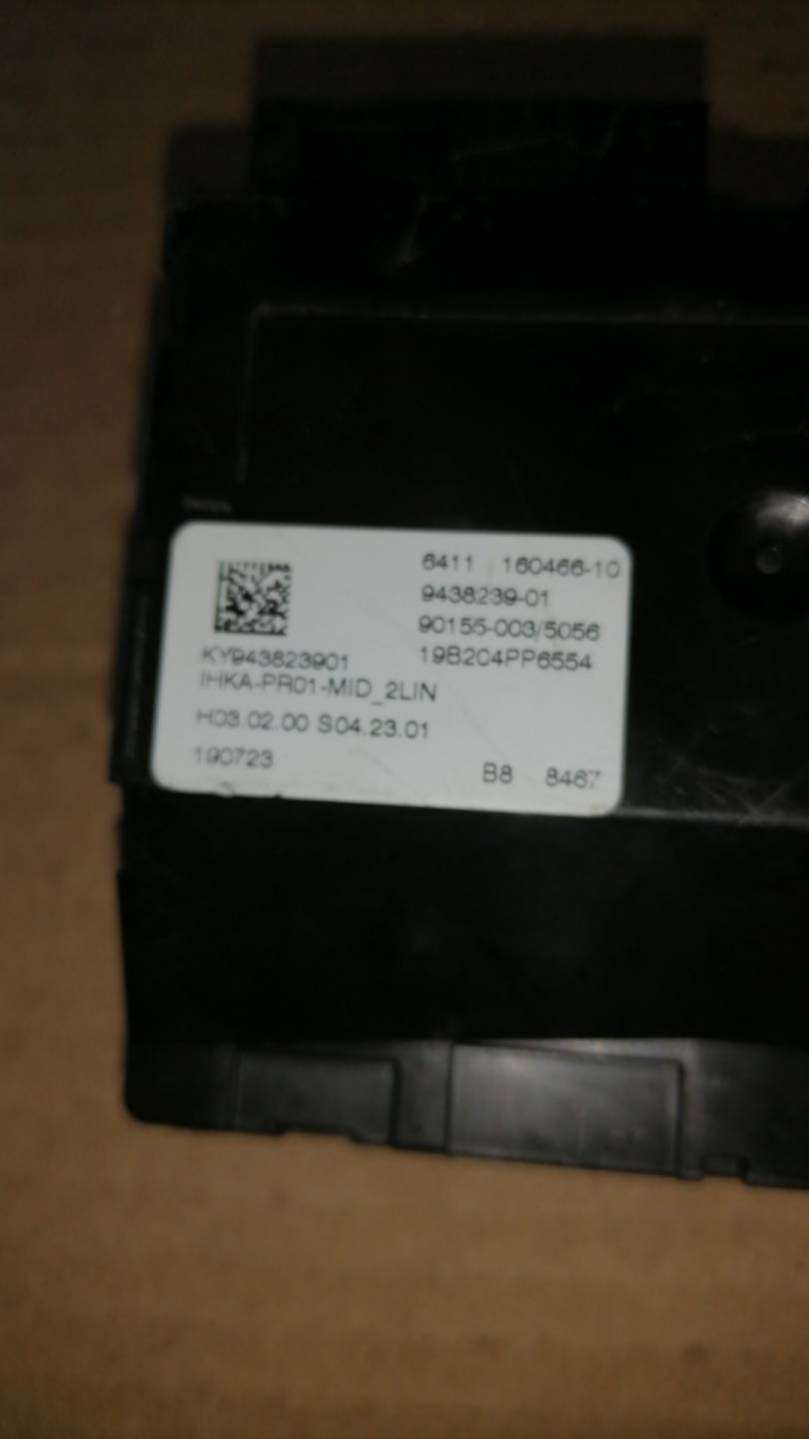 6411 160466-10
9438239-01
90155-003/5056
KY943823901 19B2C4PP6554
IHKA-PR01-MID_2LIN
H03.02.00 S04.23.01
190723 B8 8467